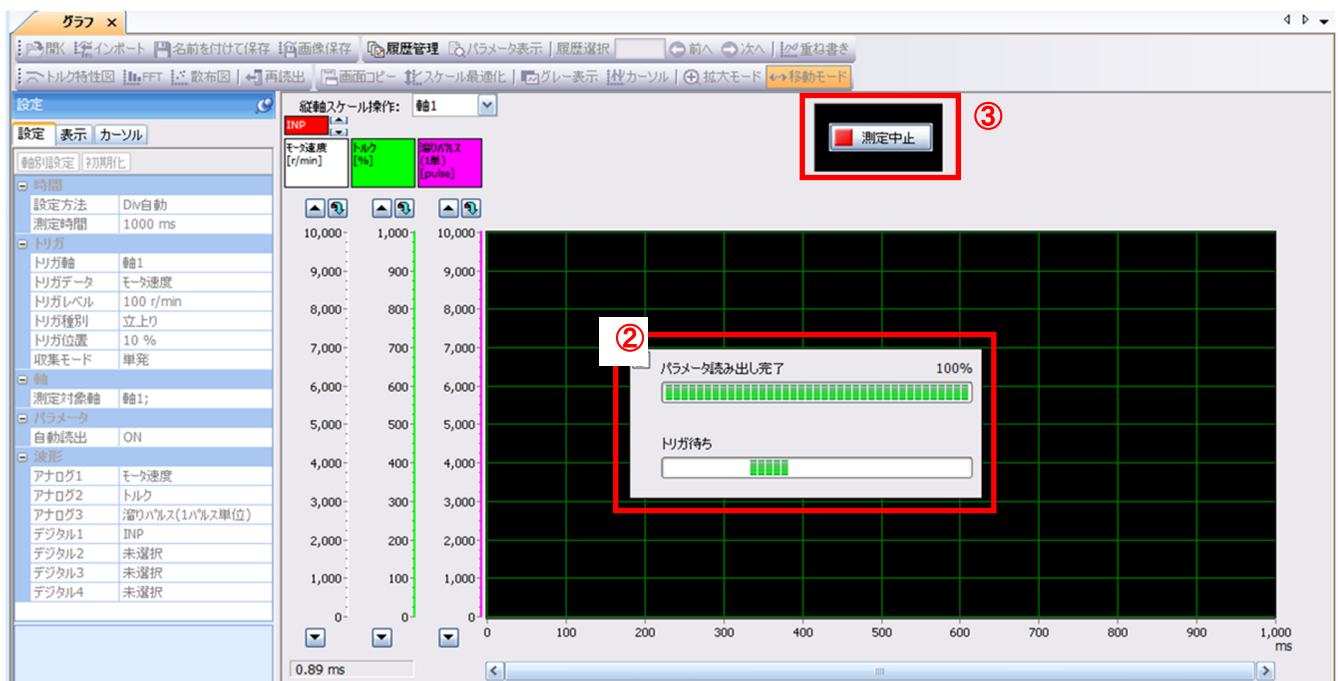 グラフ ×
開く インポート 名前を付けて保存 画像保存 履歴管理 パラメータ表示 履歴選択 前へ 次へ 重ね書き
トルク特性図 FFT 散布図 再読出 画面コピー スケール最適化 グレー表示 カーソル 拡大モード 移動モード
設定
設定 表示 カーソル
軸別設定 初期化
時間
設定方法 Div自動
測定時間 1000 ms
トリガ
トリガ軸 軸1
トリガデータ モータ速度
トリガレベル 100 r/min
トリガ種別 立上り
トリガ位置 10 %
収集モード 単発
軸
測定対象軸 軸1;
パラメータ
自動読出 ON
波形
アナログ1 モータ速度
アナログ2 トルク
アナログ3 溜りパルス(1パルス単位)
デジタル1 INP
デジタル2 未選択
デジタル3 未選択
デジタル4 未選択
縦軸スケール操作: 軸1
INP
モータ速度 [r/min]
トルク [%]
溜りパルス (1単) [pulse]
③
測定中止
10,000 1,000 10,000
9,000 900 9,000
8,000 800 8,000
7,000 700 7,000
6,000 600 6,000
5,000 500 5,000
4,000 400 4,000
3,000 300 3,000
2,000 200 2,000
1,000 100 1,000
0 0 0
②
パラメータ読み出し完了 100%
トリガ待ち
0 100 200 300 400 500 600 700 800 900 1,000
ms
0.89 ms